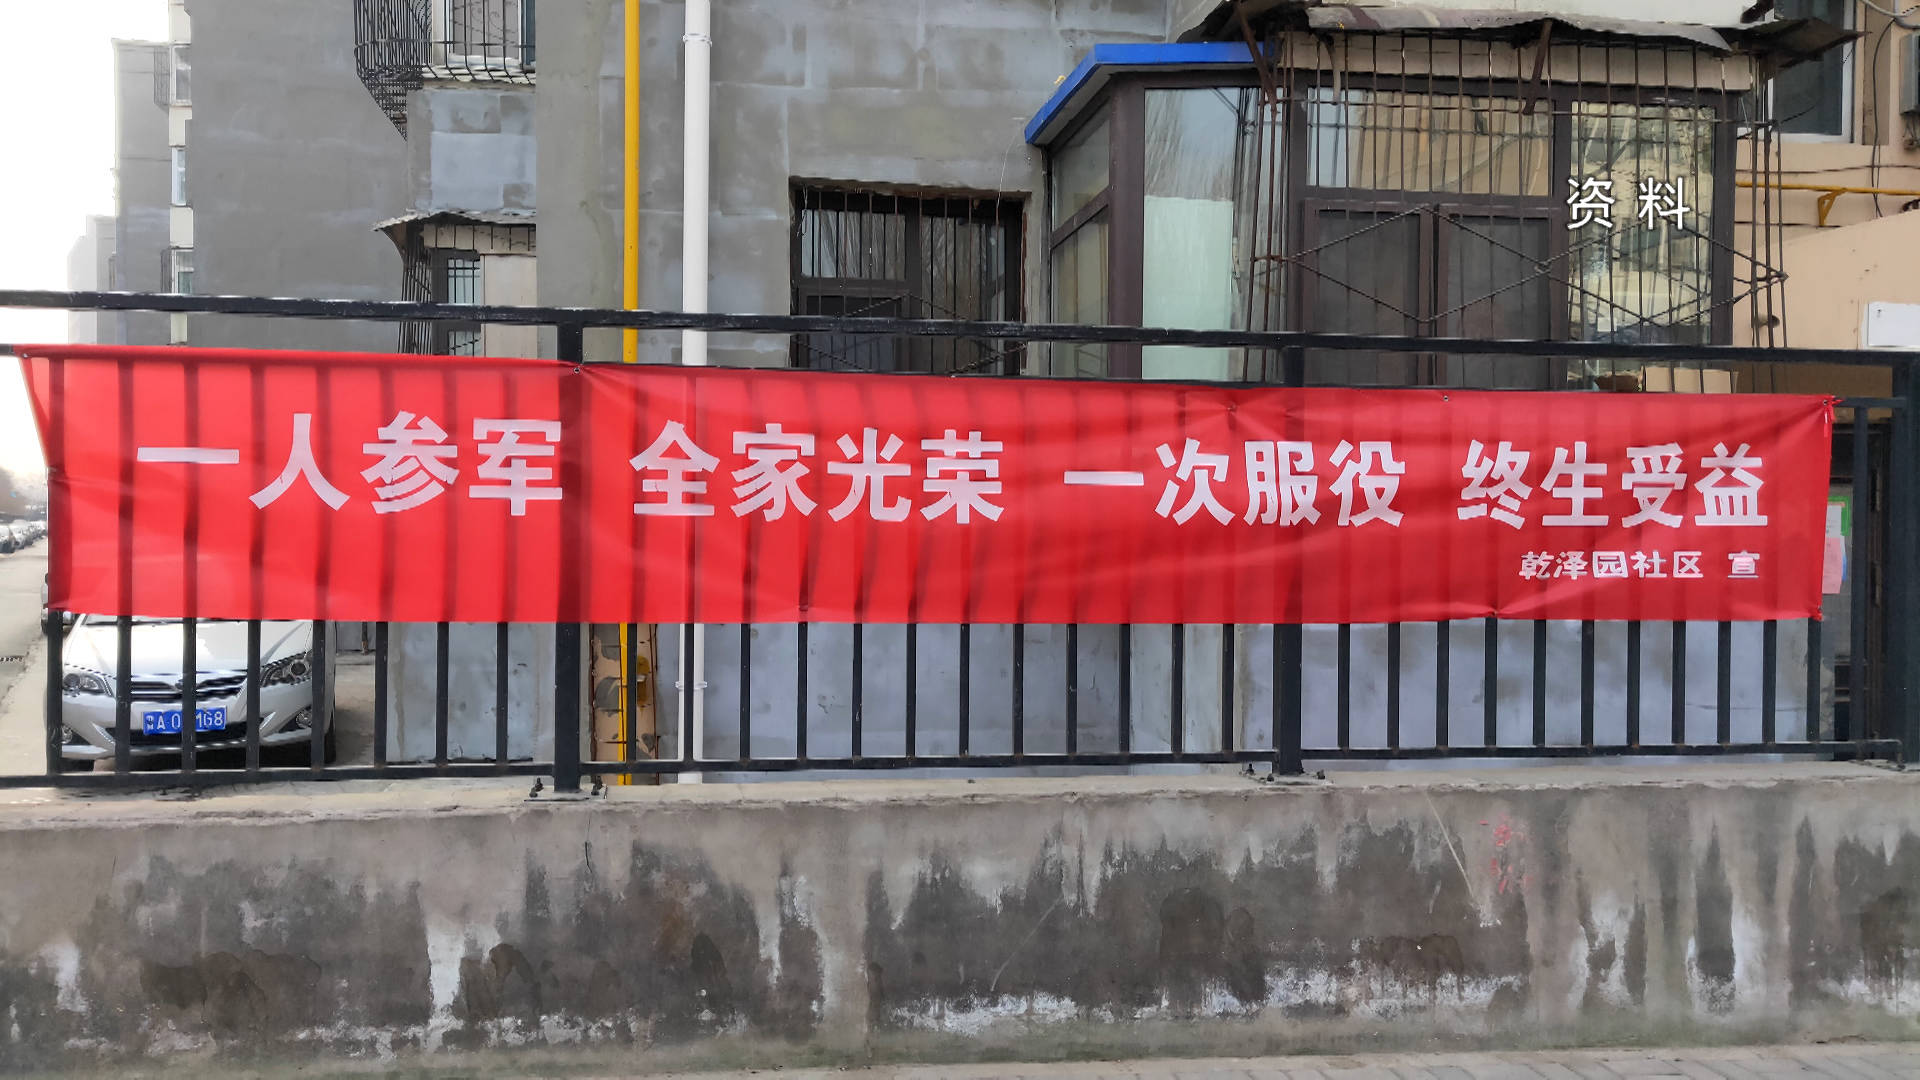 资料
一人参军 全家光荣 一次服役 终生受益
乾泽园社区 宣